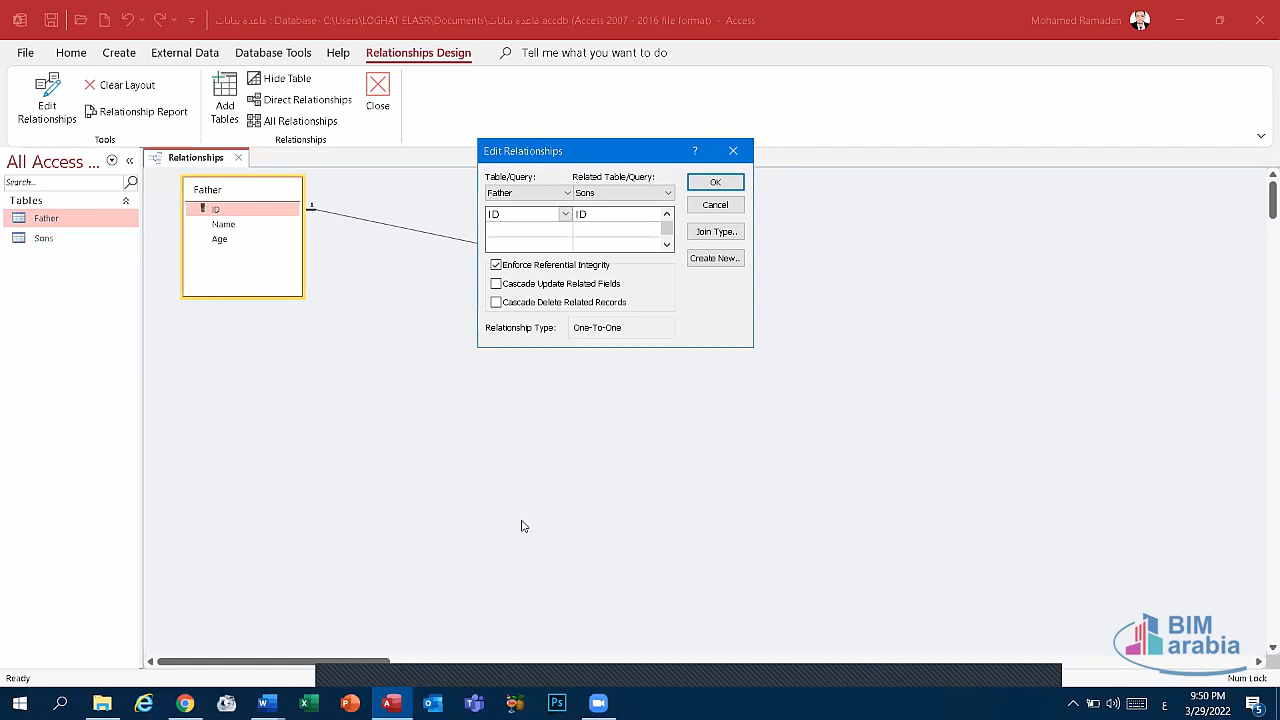 قاعدة بيانات : Database- C:\Users\LOGHAT ELASR\Documents\قاعدة بيانات.accdb (Access 2007 - 2016 file format) - Access
Mohamed Ramadan
File Home Create External Data Database Tools Help Relationships Design Tell me what you want to do
Edit Relationships
Clear Layout
Relationship Report
Tools
Add Tables
Hide Table
Direct Relationships
All Relationships
Relationships
Close
All Access ...
Search...
Tables
Father
Sons
Relationships
Father
ID
Name
Age
1
Edit Relationships
?
Table/Query: Related Table/Query:
Father Sons
ID ID
Enforce Referential Integrity
Cascade Update Related Fields
Cascade Delete Related Records
Relationship Type: One-To-One
OK
Cancel
Join Type..
Create New..
BIM
arabia
Ready
Num Lock
Ps
ع
9:50 PM
3/29/2022
5